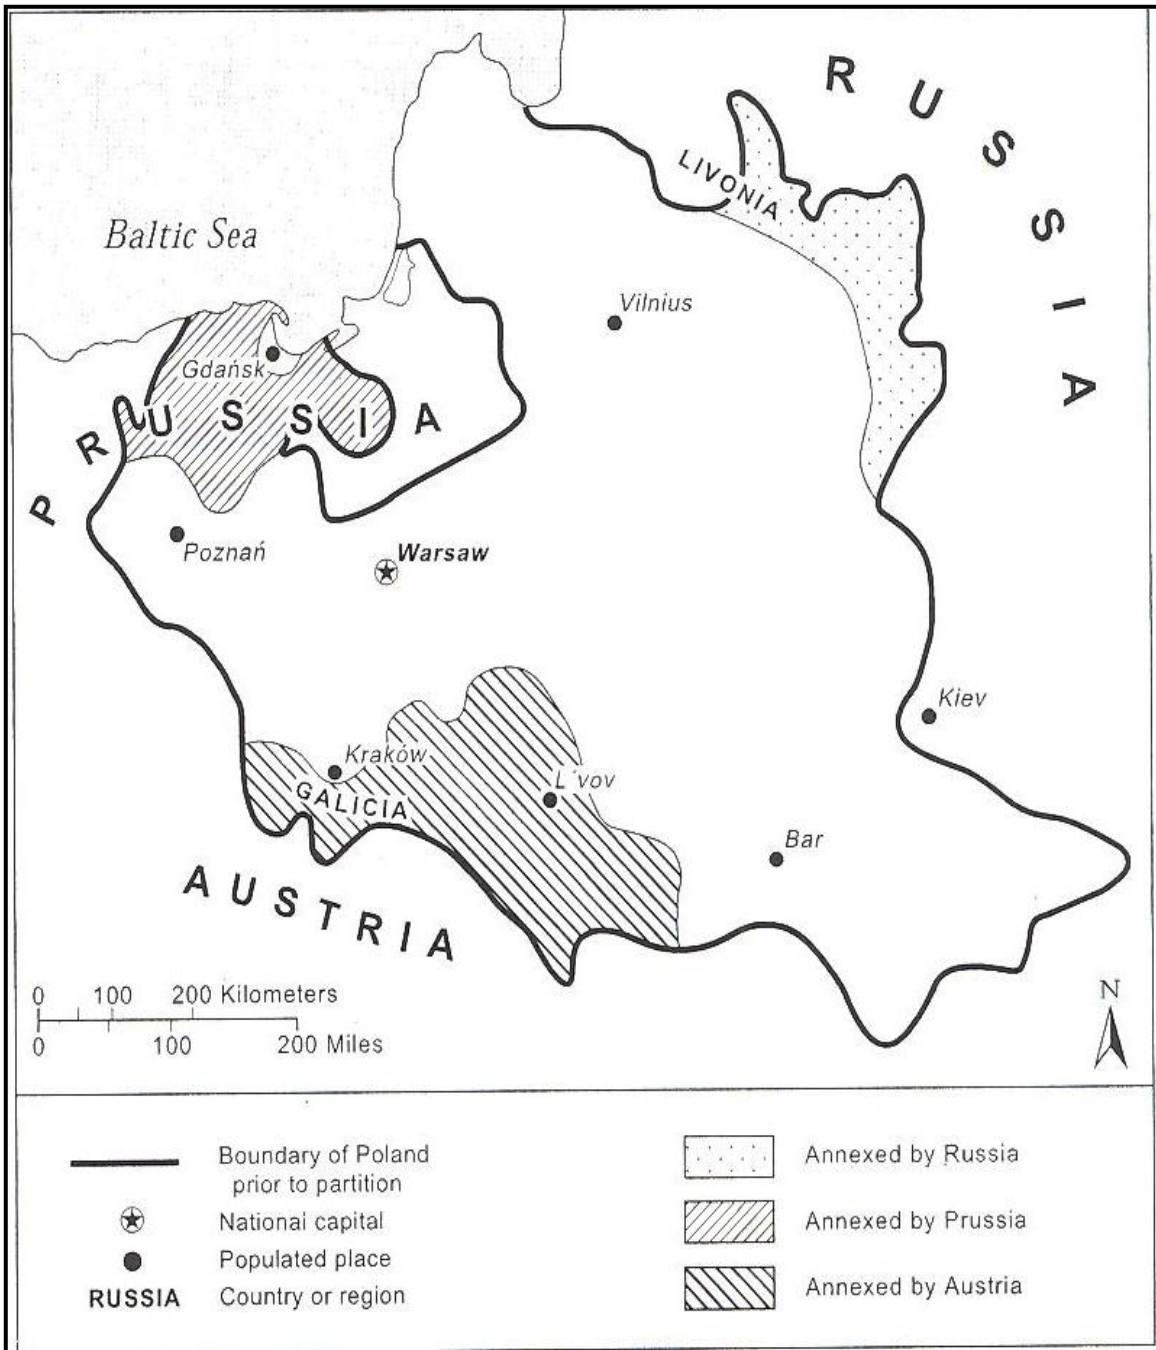 RUSSIA
LIVONIA
Baltic Sea
Vilnius
Gdańsk
PRUSSIA
Poznań
Warsaw
Kiev
Kraków
L´vov
GALICIA
Bar
AUSTRIA
0 100 200 Kilometers
0 100 200 Miles
N
Boundary of Poland
prior to partition
Nationai capital
Populated place
RUSSIA Country or region
Annexed by Russia
Annexed by Prussia
Annexed by Austria